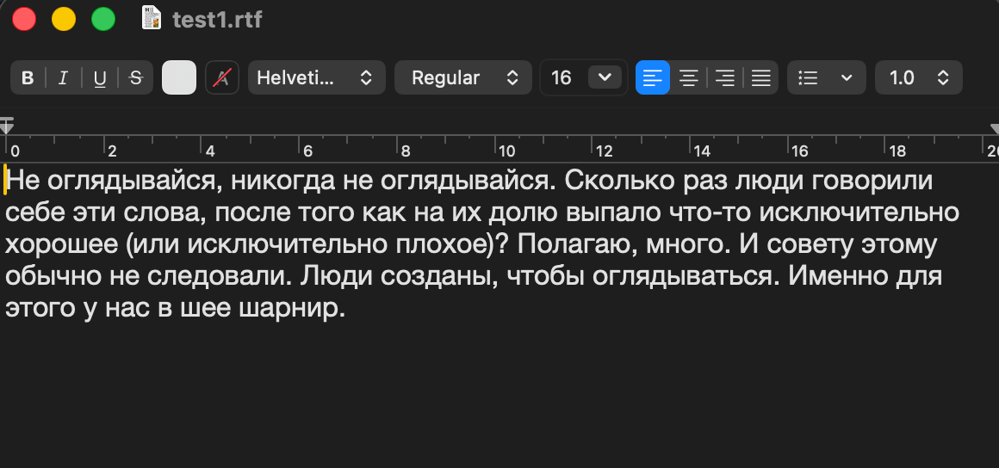 test1.rtf
B I U S A Helveti... Regular 16 1.0
0 2 4 6 8 10 12 14 16 18 20
Не оглядывайся, никогда не оглядывайся. Сколько раз люди говорили
себе эти слова, после того как на их долю выпало что-то исключительно
хорошее (или исключительно плохое)? Полагаю, много. И совету этому
обычно не следовали. Люди созданы, чтобы оглядываться. Именно для
этого у нас в шее шарнир.